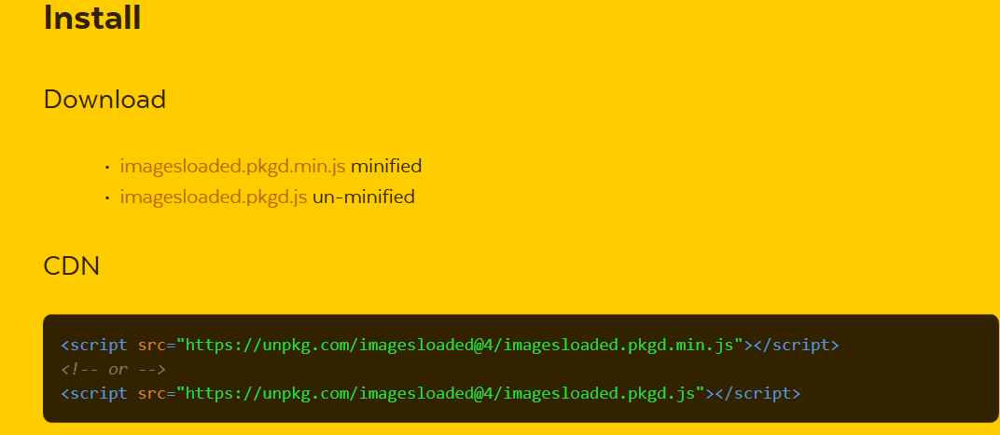 Install
Download
• imagesloaded.pkgd.min.js minified
• imagesloaded.pkgd.js un-minified
CDN
<script src="https://unpkg.com/imagesloaded@4/imagesloaded.pkgd.min.js"></script>
<!-- or -->
<script src="https://unpkg.com/imagesloaded@4/imagesloaded.pkgd.js"></script>